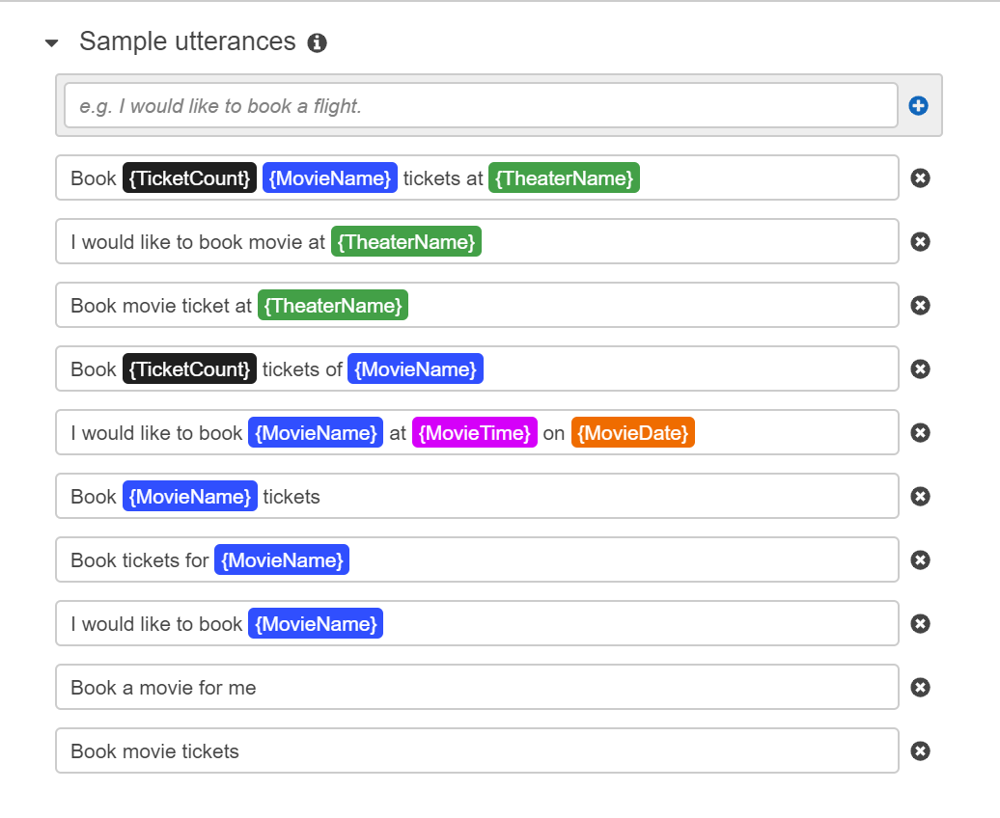 Sample utterances
e.g. I would like to book a flight.
Book {TicketCount} {MovieName} tickets at {TheaterName}
I would like to book movie at {TheaterName}
Book movie ticket at {TheaterName}
Book {TicketCount} tickets of {MovieName}
I would like to book {MovieName} at {MovieTime} on {MovieDate}
Book {MovieName} tickets
Book tickets for {MovieName}
I would like to book {MovieName}
Book a movie for me
Book movie tickets